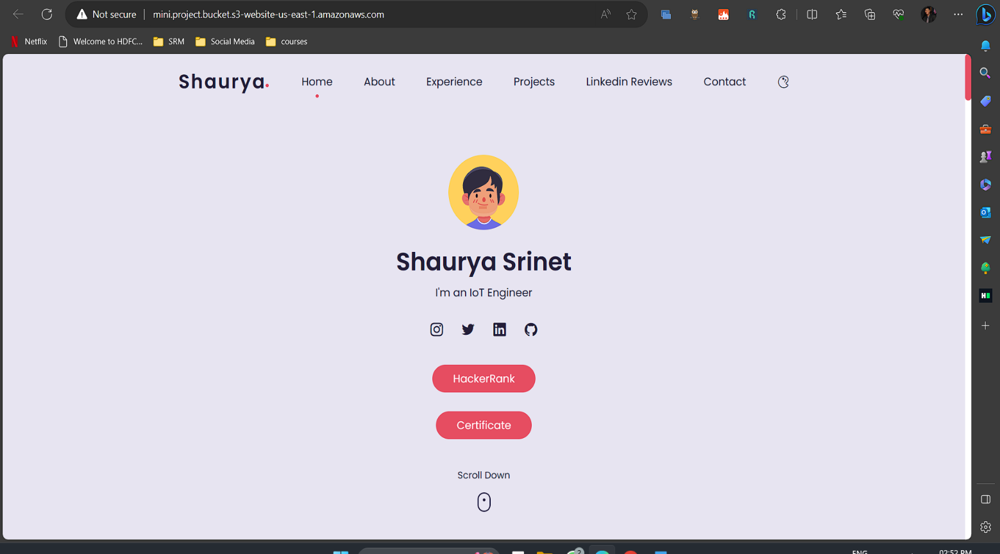 Not secure
mini.project.bucket.s3-website-us-east-1.amazonaws.com
Netflix
Welcome to HDFC...
SRM
Social Media
courses
Shaurya.
Home
About
Experience
Projects
Linkedin Reviews
Contact
Shaurya Srinet
I'm an IoT Engineer
HackerRank
Certificate
Scroll Down
2
ENG
02:52 PM